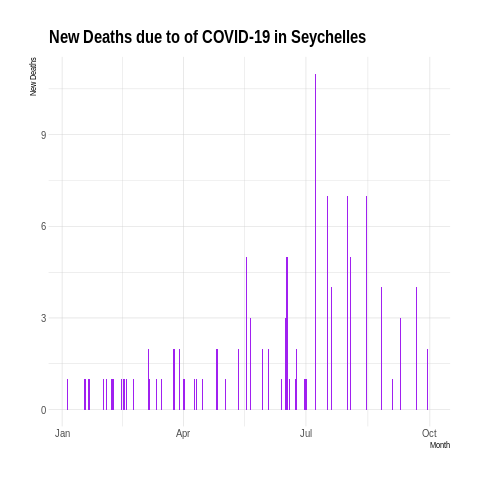 New Deaths due to of COVID-19 in Seychelles
New Deaths
9
6
3
0
Jan Apr Jul Oct
Month